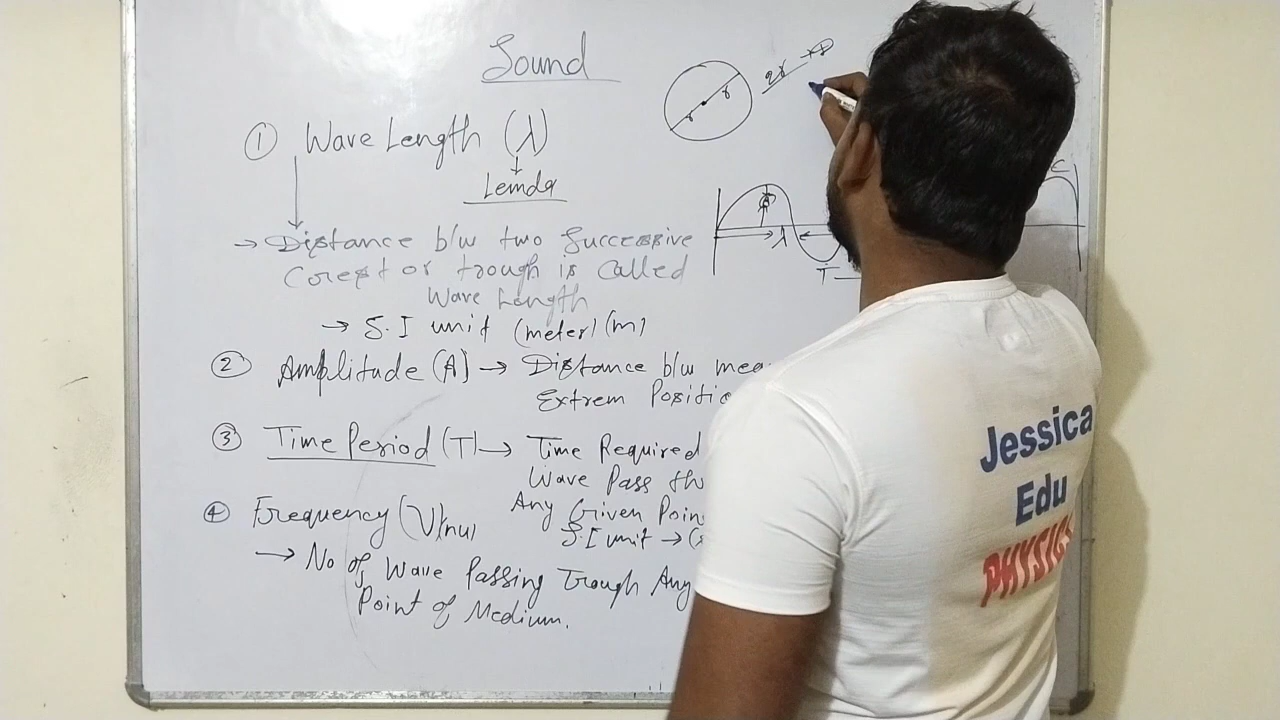 Sound
r
r
2r → D
① Wave Length (λ)
Lemda
→ Distance b/w two Successive
Corest or trough is Called
Wave Length
→ S.I unit (meter) (m)
② Amplitude (A) → Distance b/w mea
Extrem Positio
③ Time Period (T) → Time Required
Wave Pass th
Any Given Poin
S.I unit → (s
④ Frequency (ν) (nu)
→ No of Wave Passing Trough Any
Point of Medium.
λ
T
C
Jessica
Edu
PHYSICS